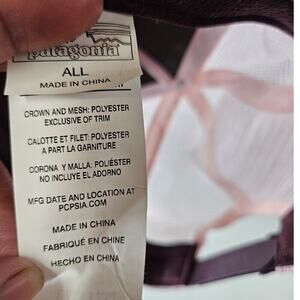 patagonia
ALL
MADE IN CHINA
CROWN AND MESH: POLYESTER
EXCLUSIVE OF TRIM
CALOTTE ET FILET: POLYESTER
A PART LA GARNITURE
CORONA Y MALLA: POLIÉSTER
NO INCLUYE EL ADORNO
MFG DATE AND LOCATION AT
PCPSIA.COM
MADE IN CHINA
FABRIQUÉ EN CHINE
HECHO EN CHINA